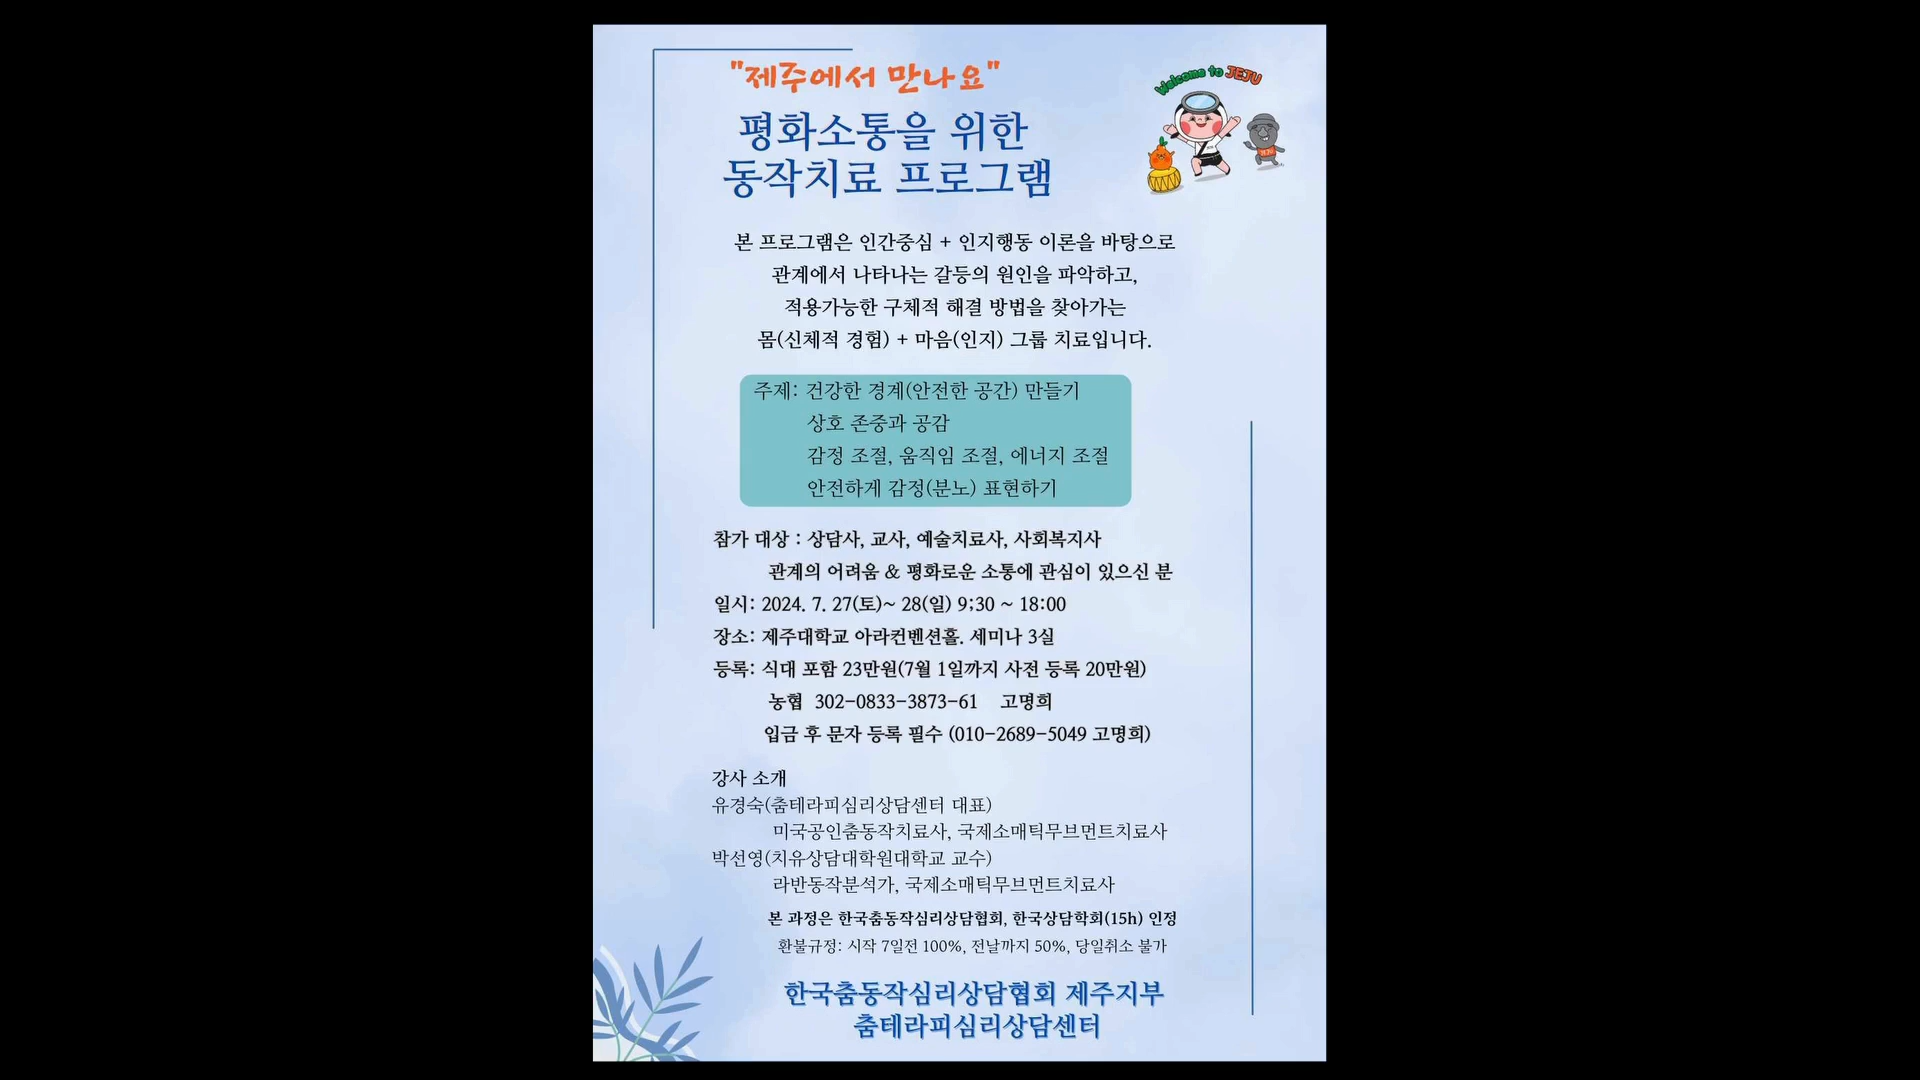 "제주에서 만나요"
Welcome to JEJU
평화소통을 위한
동작치료 프로그램
본 프로그램은 인간중심 + 인지행동 이론을 바탕으로
관계에서 나타나는 갈등의 원인을 파악하고,
적용가능한 구체적 해결 방법을 찾아가는
몸(신체적 경험) + 마음(인지) 그룹 치료입니다.
주제: 건강한 경계(안전한 공간) 만들기
상호 존중과 공감
감정 조절, 움직임 조절, 에너지 조절
안전하게 감정(분노) 표현하기
참가 대상 : 상담사, 교사, 예술치료사, 사회복지사
관계의 어려움 & 평화로운 소통에 관심이 있으신 분
일시: 2024. 7. 27(토)~ 28(일) 9;30 ~ 18:00
장소: 제주대학교 아라컨벤션홀. 세미나 3실
등록: 식대 포함 23만원(7월 1일까지 사전 등록 20만원)
농협 302-0833-3873-61 고명희
입금 후 문자 등록 필수 (010-2689-5049 고명희)
강사 소개
유경숙(춤테라피심리상담센터 대표)
미국공인춤동작치료사, 국제소매틱무브먼트치료사
박선영(치유상담대학원대학교 교수)
라반동작분석가, 국제소매틱무브먼트치료사
본 과정은 한국춤동작심리상담협회, 한국상담학회(15h) 인정
환불규정: 시작 7일전 100%, 전날까지 50%, 당일취소 불가
한국춤동작심리상담협회 제주지부
춤테라피심리상담센터